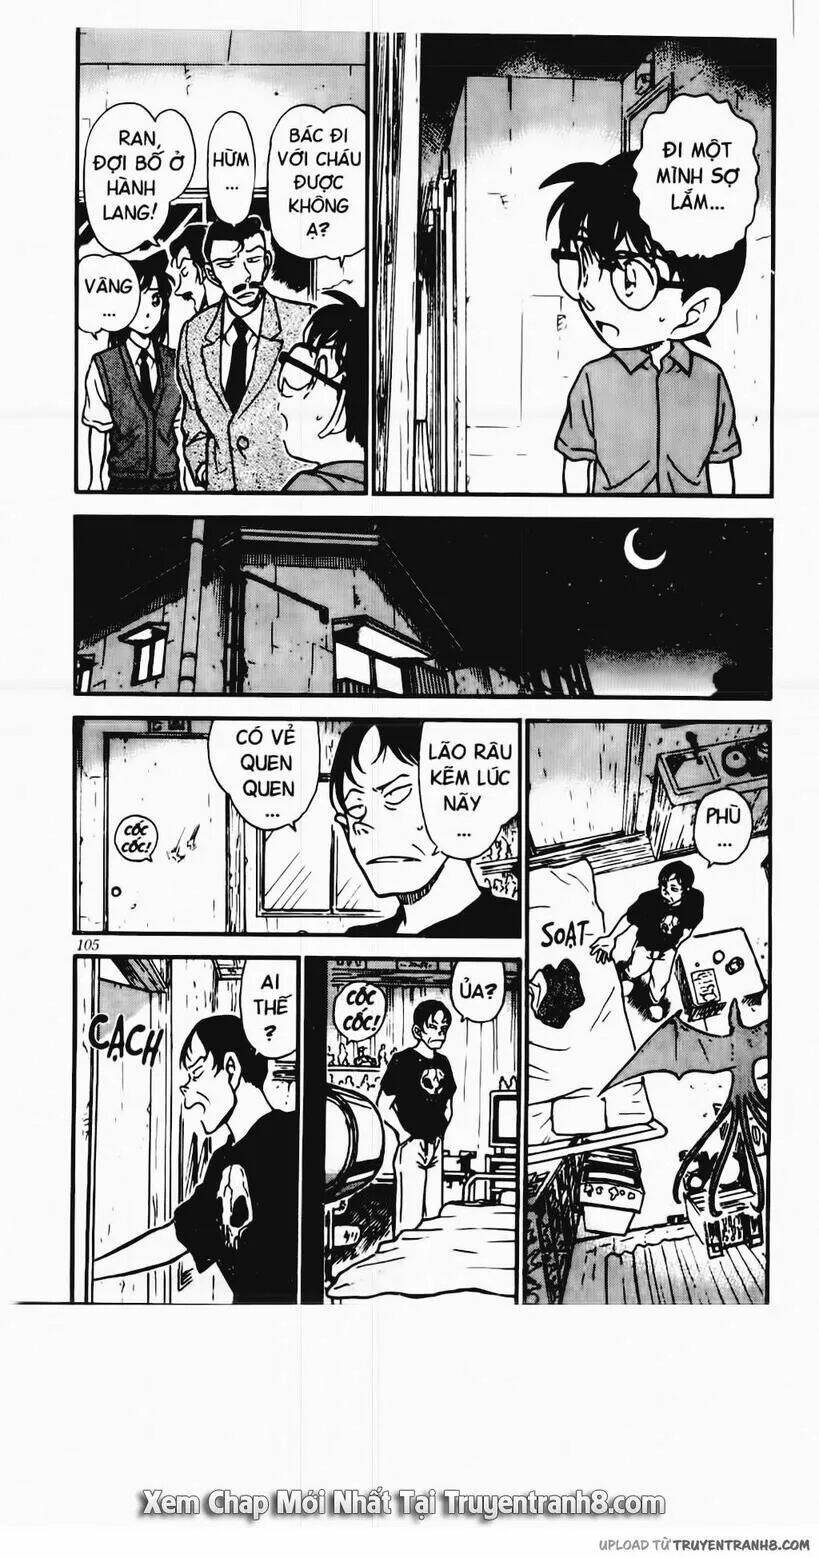 ĐI MỘT
MÌNH SỢ
LẮM...
BÁC ĐI
VỚI CHÁU
ĐƯỢC
KHÔNG
Ạ?
HỪM
...
RAN,
ĐỢI BỐ Ở
HÀNH
LANG!
VÂNG
...
PHÙ
...
SOẠT
LÃO RÂU
KẼM LÚC
NÃY
...
CÓ VẺ
QUEN
QUEN
...
CỐC
CỐC!
105
ỦA?
CỐC
CỐC!
AI
THẾ
?
CẠCH
Xem Chap Mới Nhất Tại Truyentranh8.com
UPLOAD TỪ TRUYENTRANH8.COM